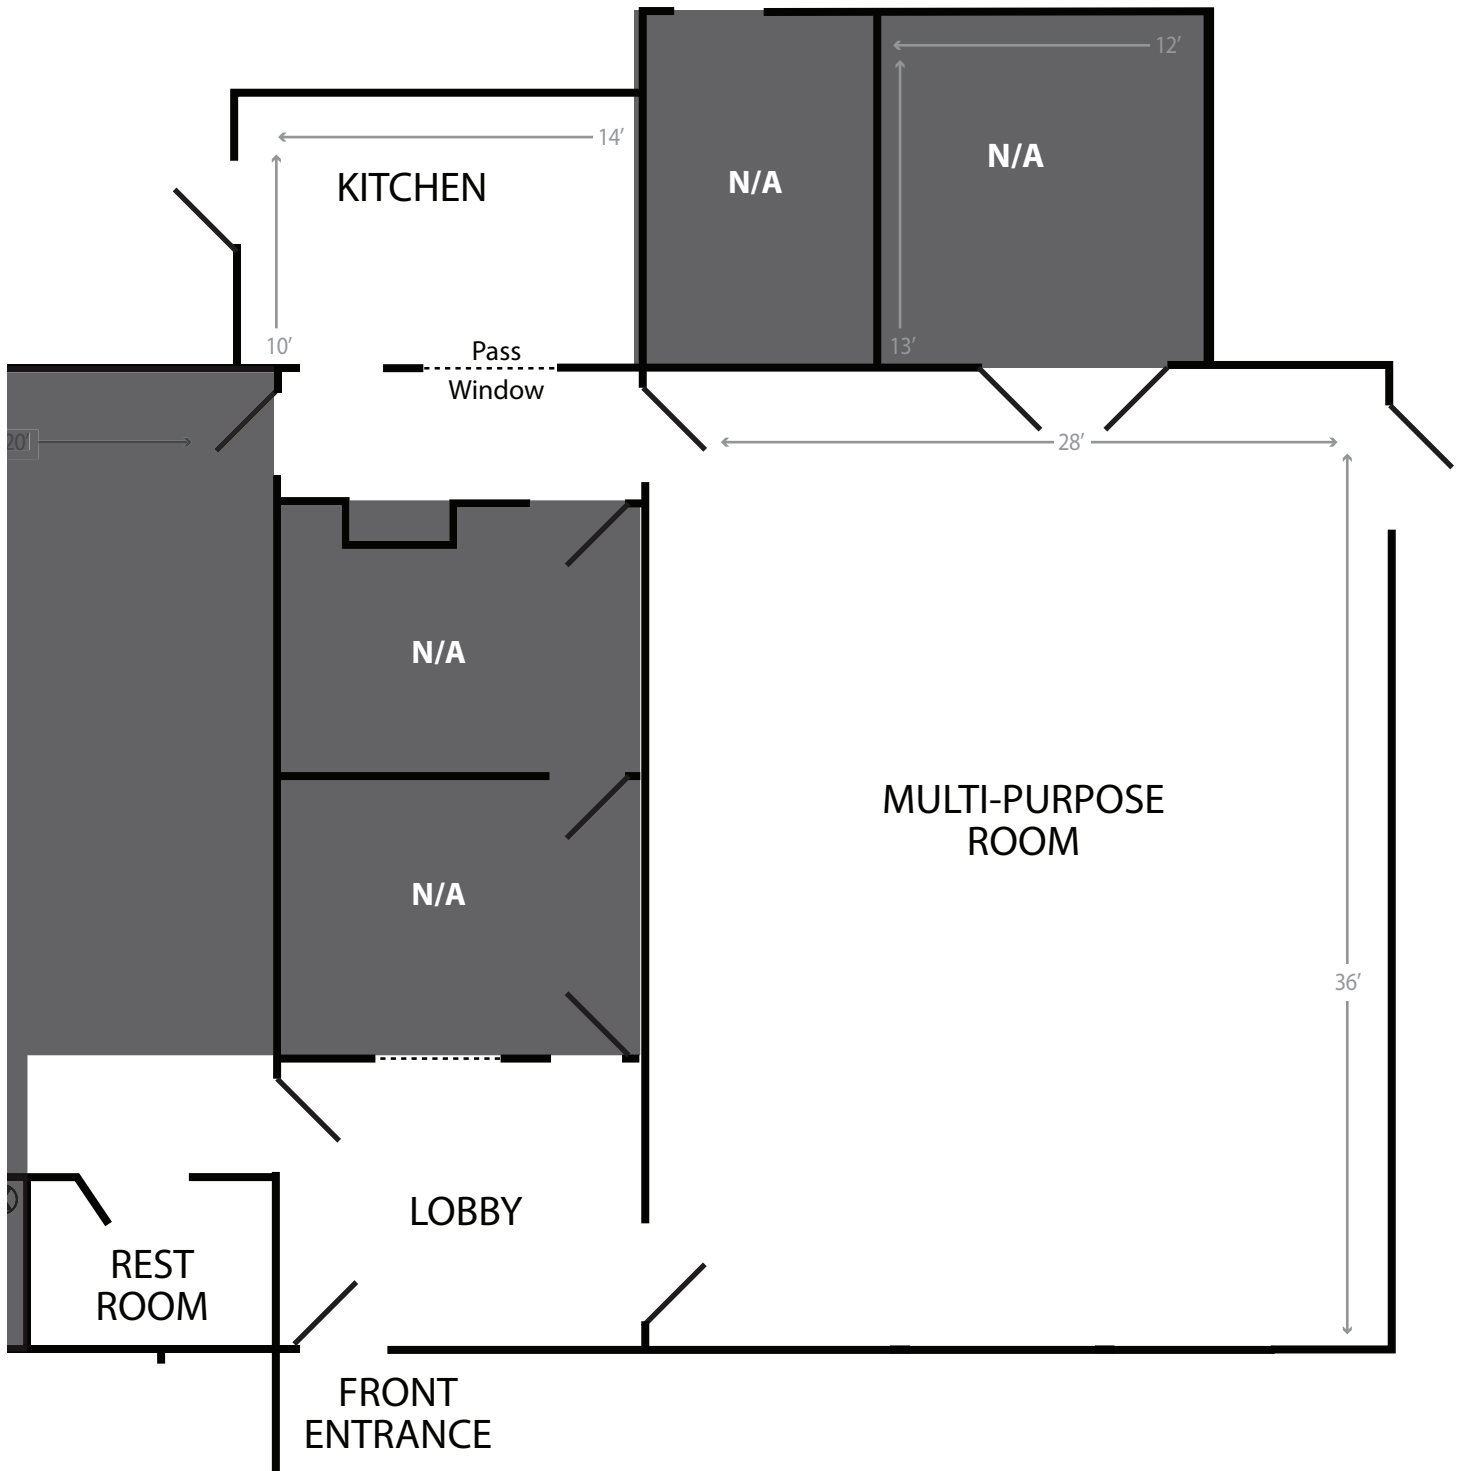 12’
14’
N/A
N/A
KITCHEN
10’
Pass
13’
Window
20'
28’
N/A
MULTI-PURPOSE
ROOM
N/A
36’
LOBBY
REST
ROOM
FRONT
ENTRANCE